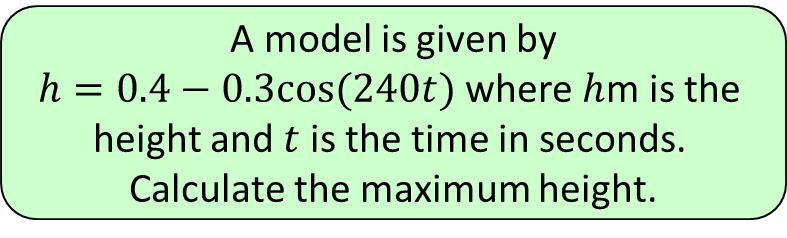 A model is given by
ℎ = 0.4 − 0.3cos(240𝑡) where ℎm is the
height and 𝑡 is the time in seconds.
Calculate the maximum height.